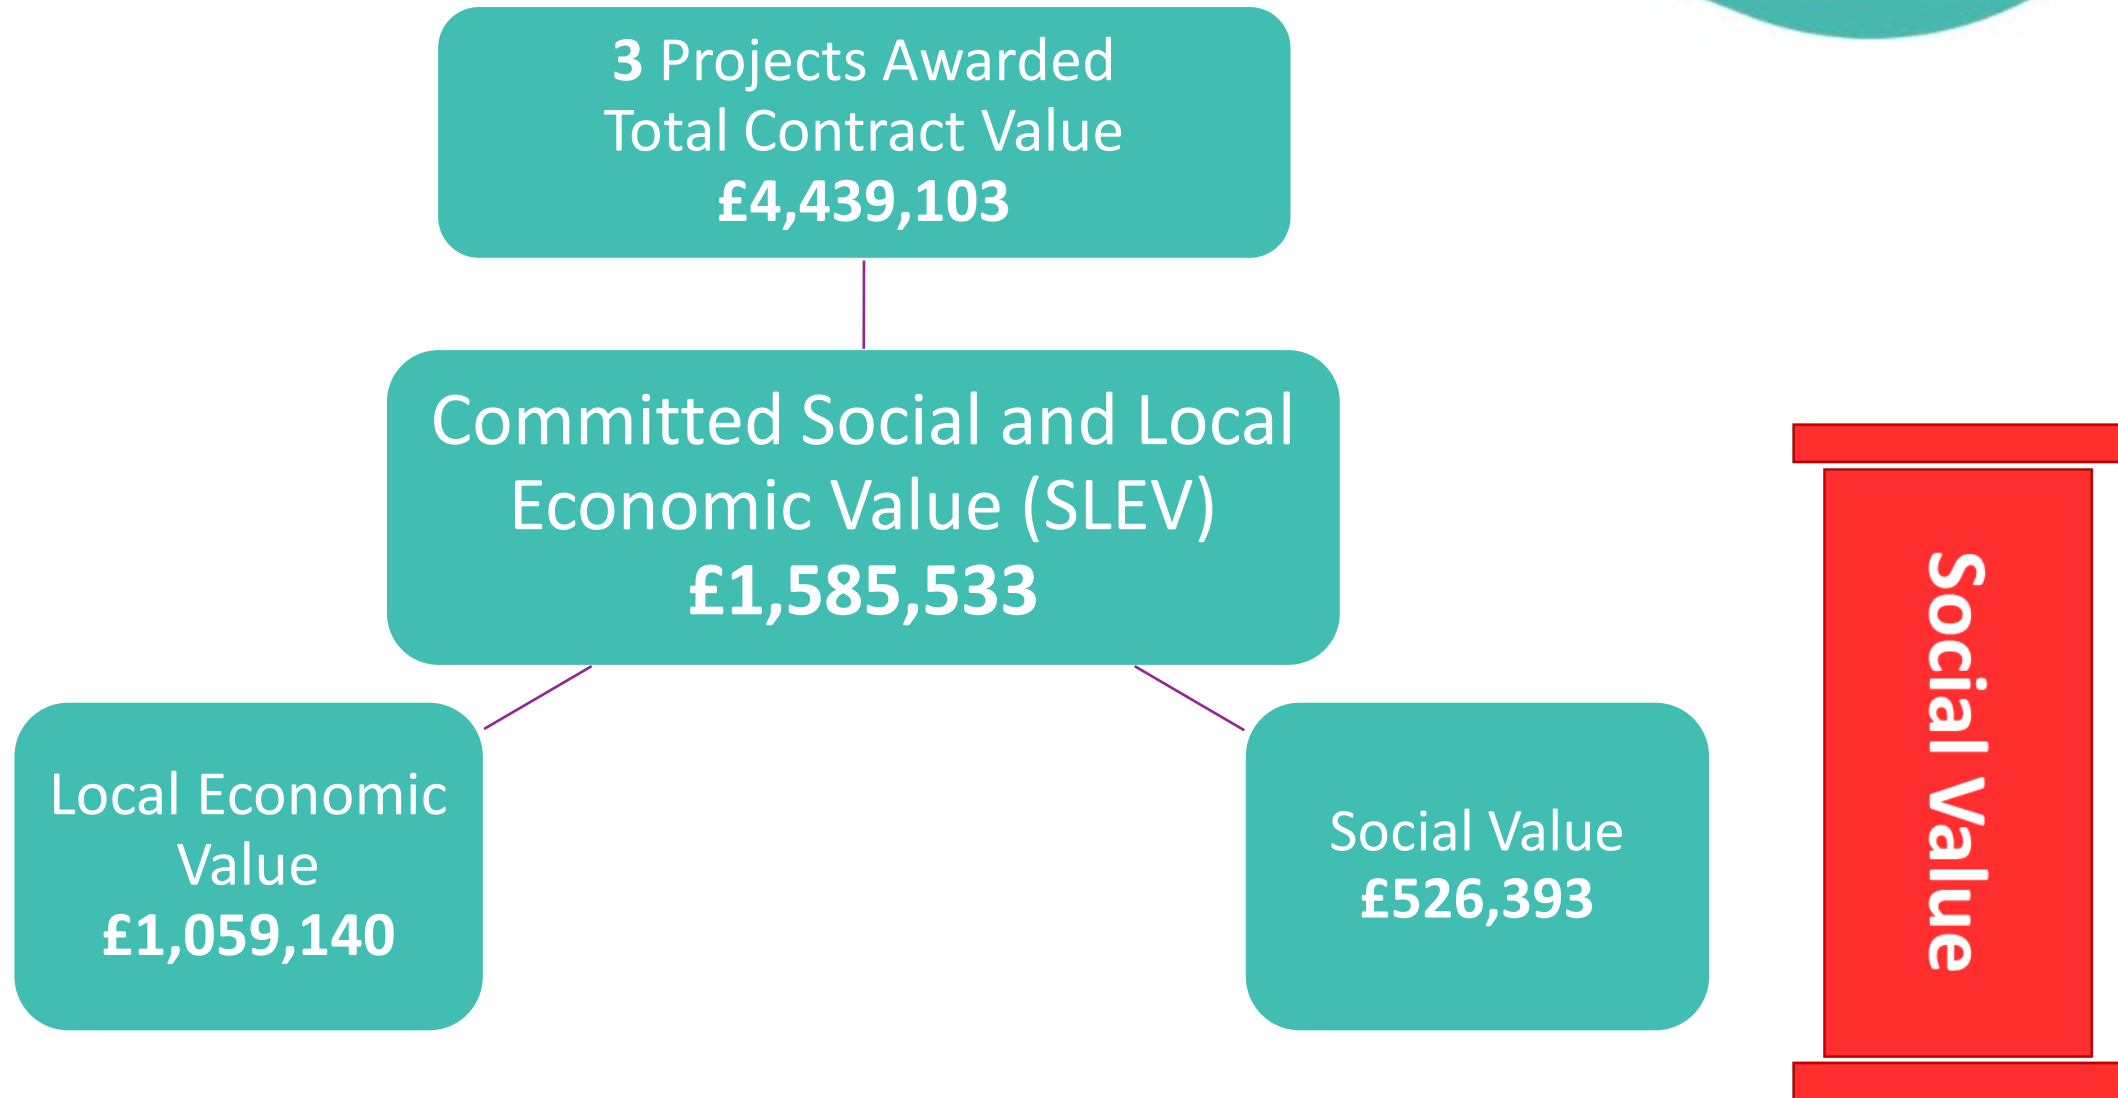 3 Projects Awarded
Total Contract Value
£4,439,103
Committed Social and Local
Economic Value (SLEV)
£1,585,533
Local Economic
Value
£1,059,140
Social Value
£526,393
Social Value